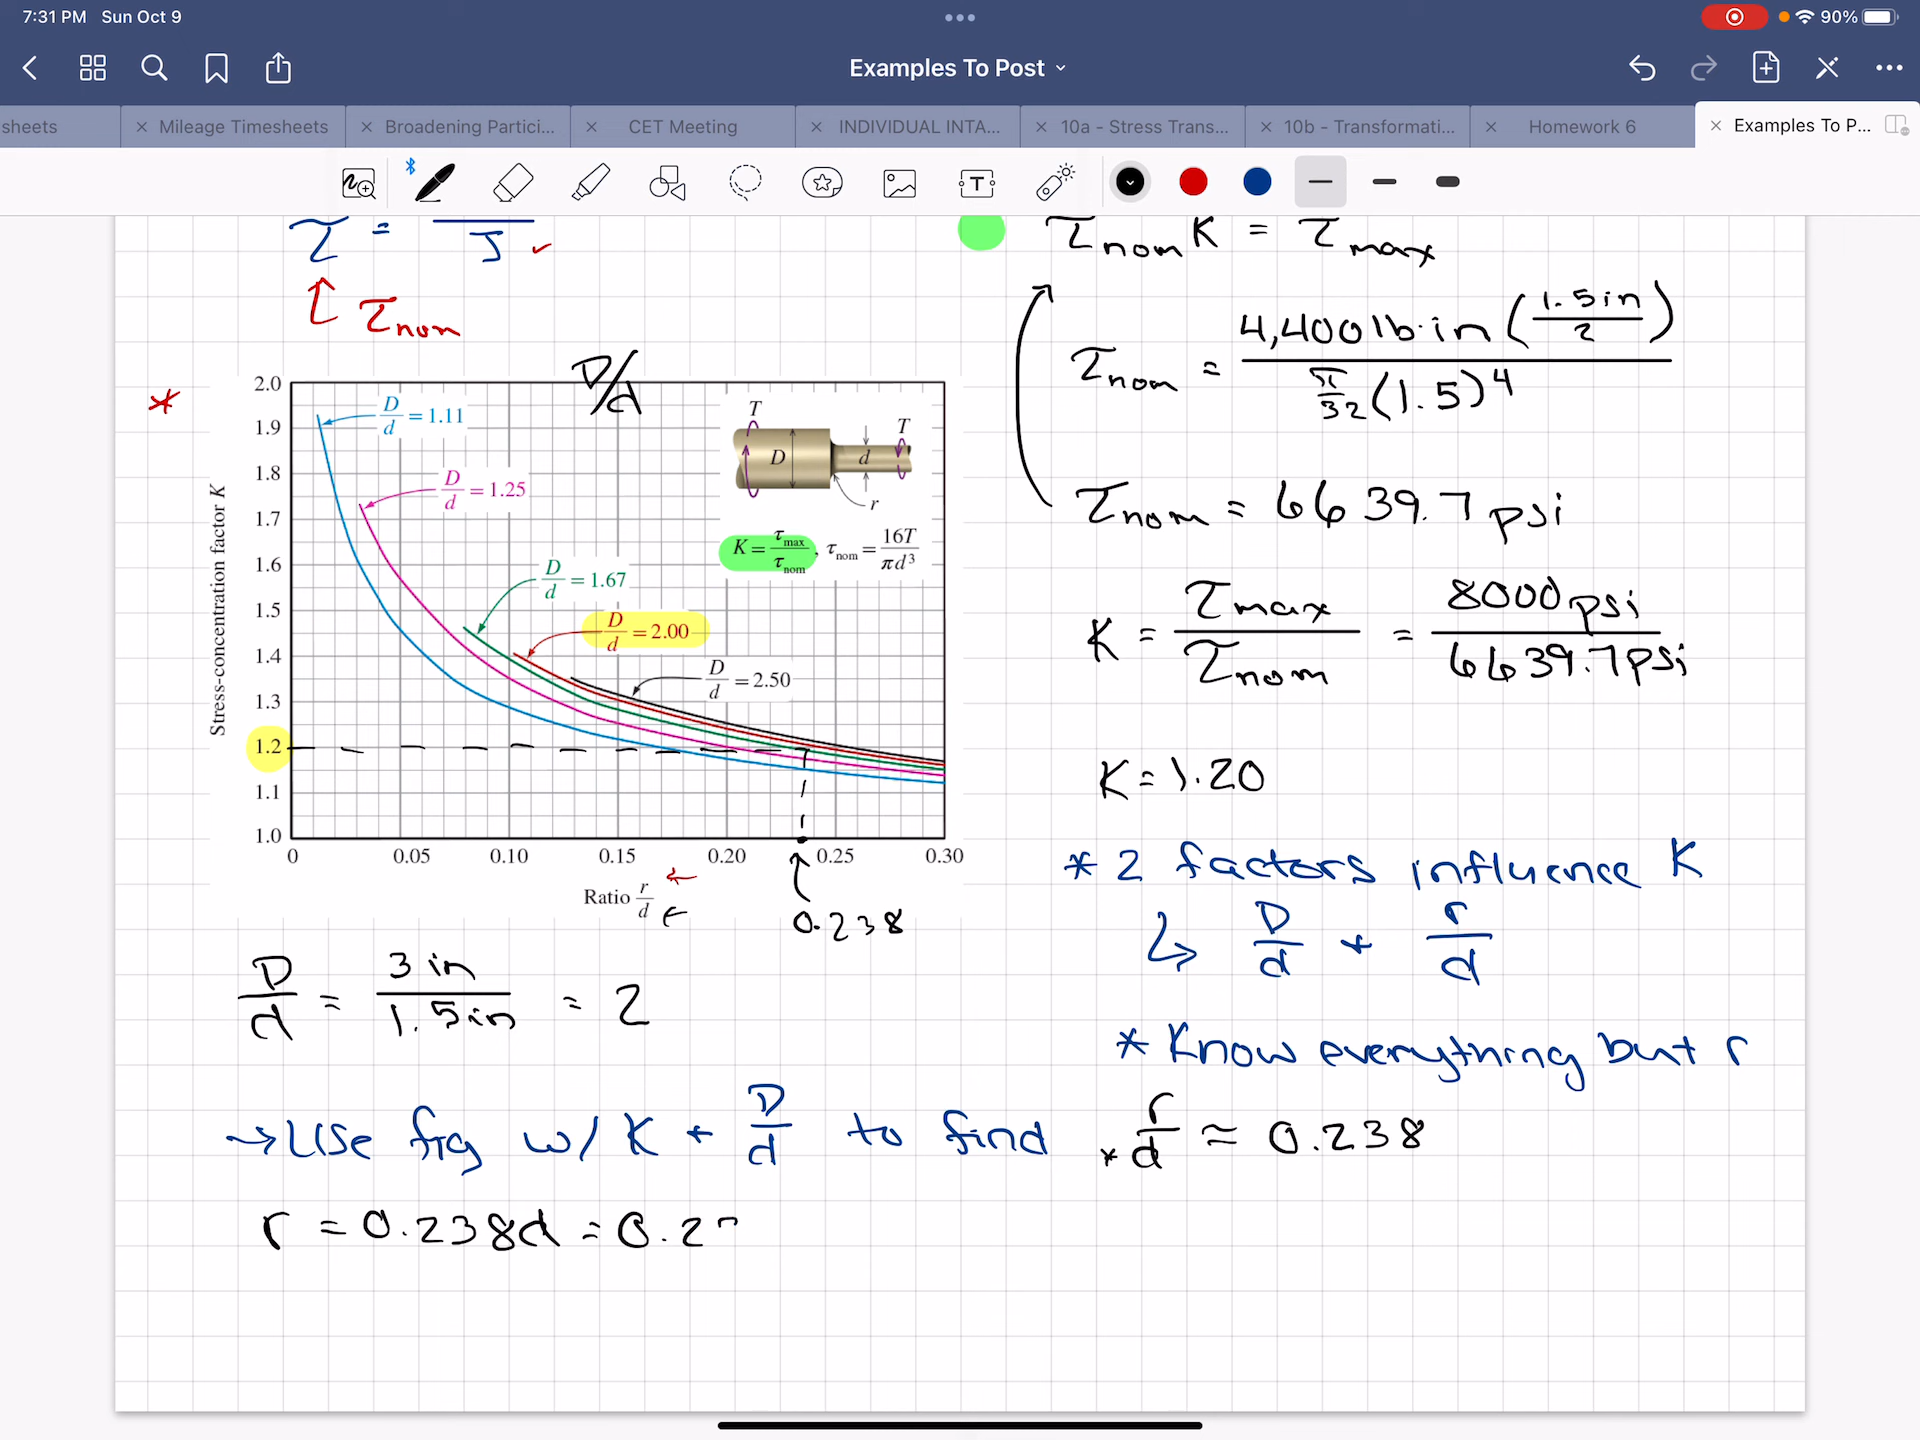 7:31 PM Sun Oct 9
90%
Examples To Post
sheets
Mileage Timesheets
Broadening Partici...
CET Meeting
INDIVIDUAL INTA...
10a - Stress Trans...
10b - Transformati...
Homework 6
Examples To P...
τ = / J
τnom
τnom K = τmax
τnom = 4,400 lb·in (1.5in/2) / π/32 (1.5)^4
τnom = 6639.7 psi
K = τmax/τnom = 8000 psi / 6639.7 psi
K = 1.20
* 2 factors influence K
↳ D/d + r/d
* Know everything but r
* r/d ≈ 0.238
*
D/d
Stress-concentration factor K
2.0
1.9
1.8
1.7
1.6
1.5
1.4
1.3
1.2
1.1
1.0
D/d = 1.11
D/d = 1.25
D/d = 1.67
D/d = 2.00
D/d = 2.50
T
T
D
d
r
K = τmax/τnom, τnom = 16T/πd³
0 0.05 0.10 0.15 0.20 0.25 0.30
Ratio r/d
0.238
D/d = 3 in / 1.5 in = 2
→ Use fig w/ K + D/d to find
r = 0.238d = 0.2